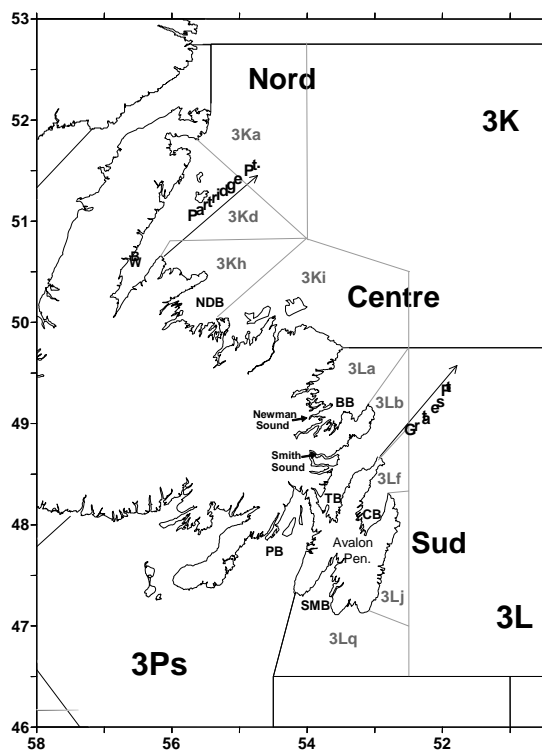 53
Nord
52
3Ka
3K
Partridge Pt.
51
3Kd
BW
3Kh
3Ki
NDB
Centre
50
3La
BB
3Lb
49
Newman
Sound
Grates Pt
Smith
Sound
3Lf
TB
48
CB
Sud
Avalon
Pen.
PB
3Lj
SMB
47
3L
3Lq
3Ps
46
58
56
54
52